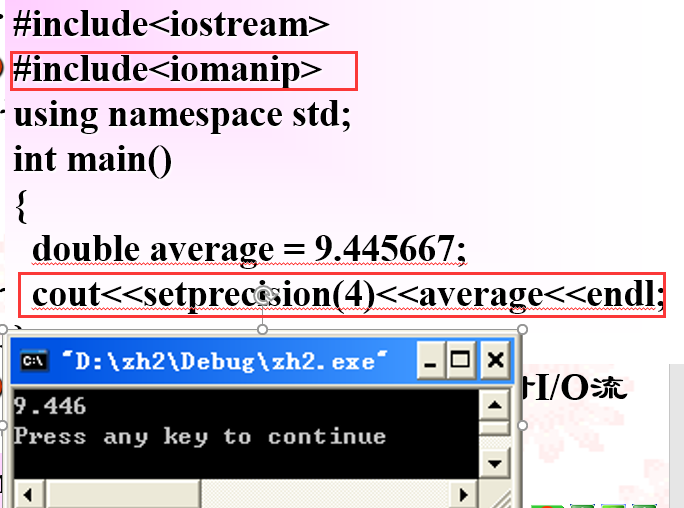 #include<iostream>
#include<iomanip>
using namespace std;
int main()
{
double average = 9.445667;
cout<<setprecision(4)<<average<<endl;
"D:\zh2\Debug\zh2.exe"
I/O流
9.446
Press any key to continue